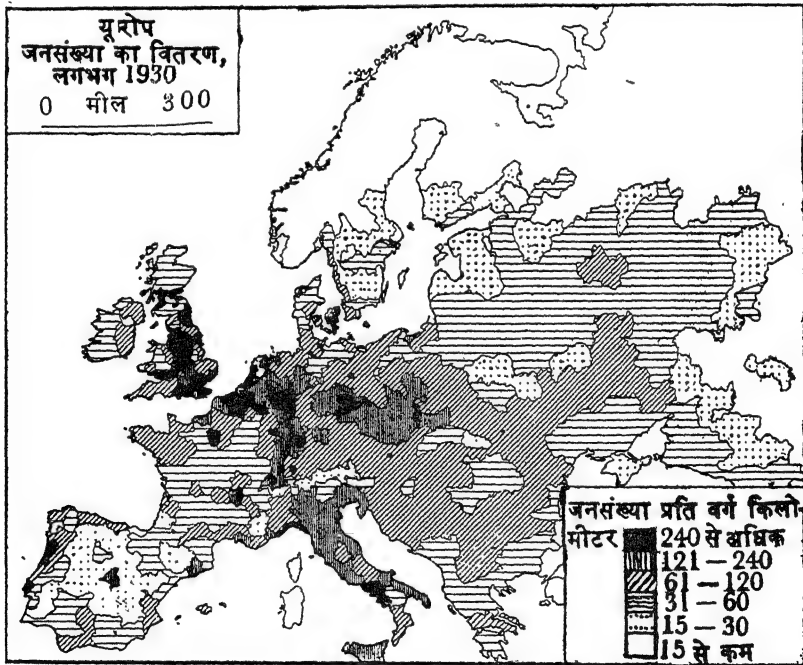 यूरोप
जनसंख्या का वितरण,
लगभग 1930
0 मील 300
जनसंख्या प्रति वर्ग किलो-
मीटर 240 से अधिक
121 – 240
61 – 120
31 – 60
15 – 30
15 से कम